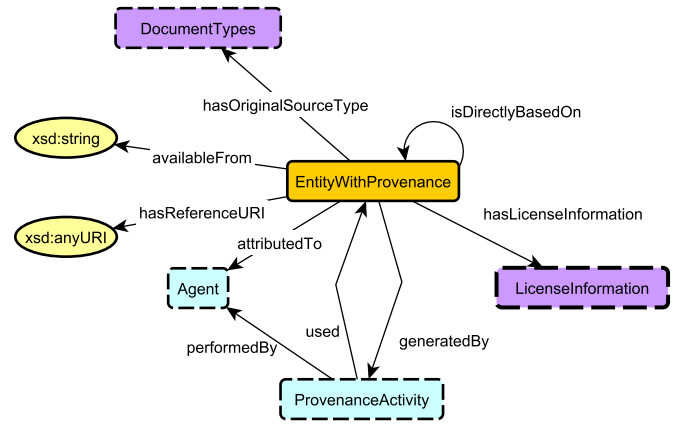 DocumentTypes
hasOriginalSourceType
isDirectlyBasedOn
xsd:string
availableFrom
EntityWithProvenance
hasReferenceURI
hasLicenseInformation
xsd:anyURI
attributedTo
Agent
LicenseInformation
used
generatedBy
performedBy
ProvenanceActivity